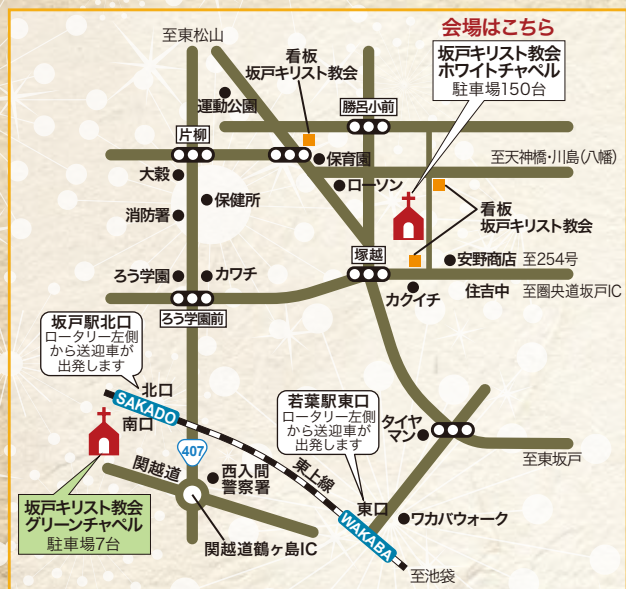 会場はこちら
至東松山
看板
坂戸キリスト教会
坂戸キリスト教会
ホワイトチャペル
駐車場150台
運動公園
勝呂小前
片柳
保育園
至天神橋・川島(八幡)
大穀
ローソン
保健所
消防署
看板
坂戸キリスト教会
塚越
安野商店
至254号
ろう学園
カワチ
カクイチ
住吉中
至圏央道坂戸IC
ろう学園前
坂戸駅北口
ロータリー左側
から送迎車が
出発します
北口
SAKADO
南口
若葉駅東口
ロータリー左側
から送迎車が
出発します
タイヤ
マン
407
関越道
西入間
警察署
東上線
至東坂戸
東口
坂戸キリスト教会
グリーンチャペル
駐車場7台
WAKABA
ワカバウォーク
関越道鶴ヶ島IC
至池袋